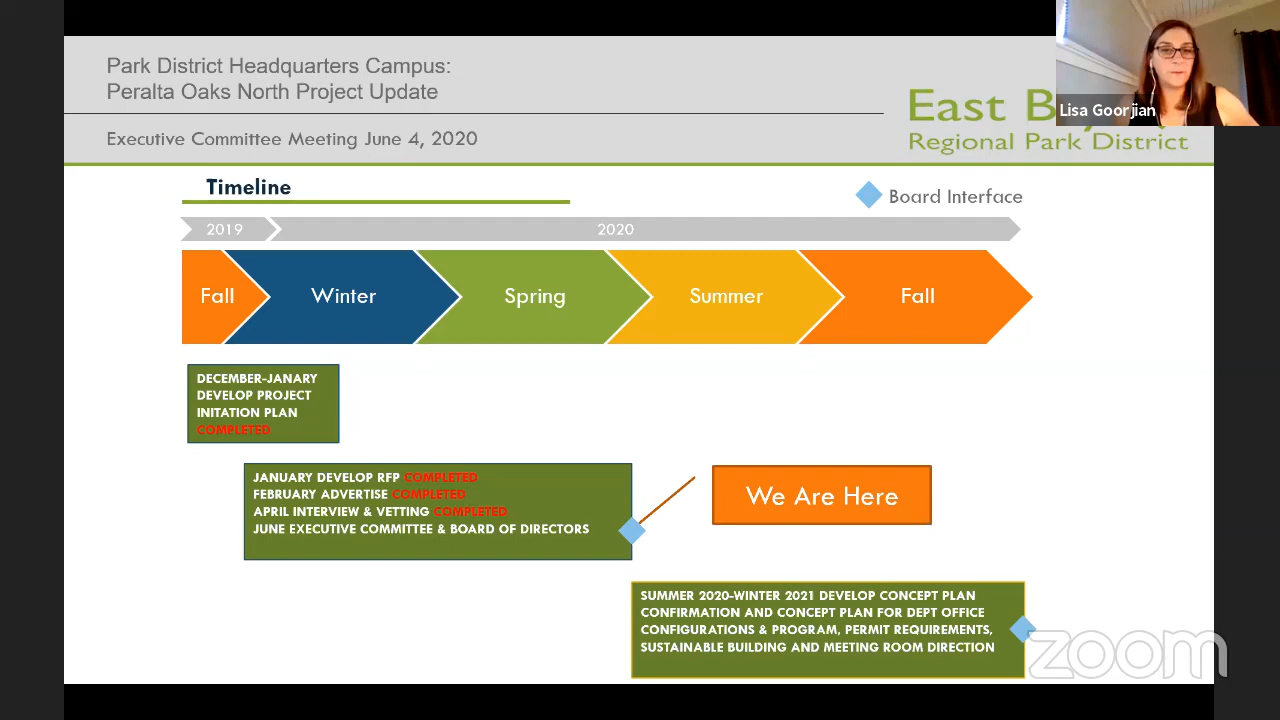 Park District Headquarters Campus:
Peralta Oaks North Project Update
Executive Committee Meeting June 4, 2020
East B
Regional Park District
Lisa Goorjian
Timeline
Board Interface
2019
2020
Fall
Winter
Spring
Summer
Fall
DECEMBER-JANARY
DEVELOP PROJECT
INITATION PLAN
COMPLETED
JANUARY DEVELOP RFP COMPLETED
FEBRUARY ADVERTISE COMPLETED
APRIL INTERVIEW & VETTING COMPLETED
JUNE EXECUTIVE COMMITTEE & BOARD OF DIRECTORS
We Are Here
SUMMER 2020-WINTER 2021 DEVELOP CONCEPT PLAN
CONFIRMATION AND CONCEPT PLAN FOR DEPT OFFICE
CONFIGURATIONS & PROGRAM, PERMIT REQUIREMENTS,
SUSTAINABLE BUILDING AND MEETING ROOM DIRECTION
zoom